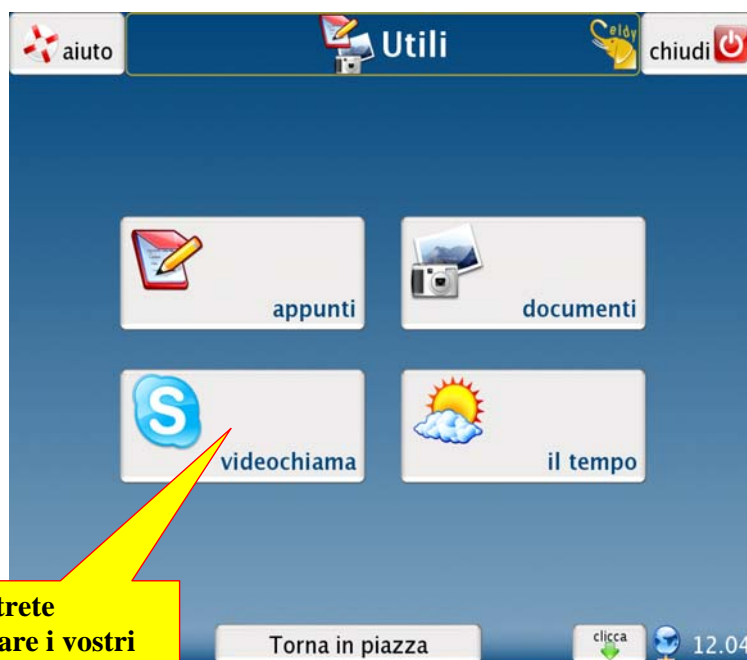 aiuto
Utili
eldy
chiudi
appunti
documenti
S
videochiama
il tempo
trete
are i vostri
Torna in piazza
clicca
12.04